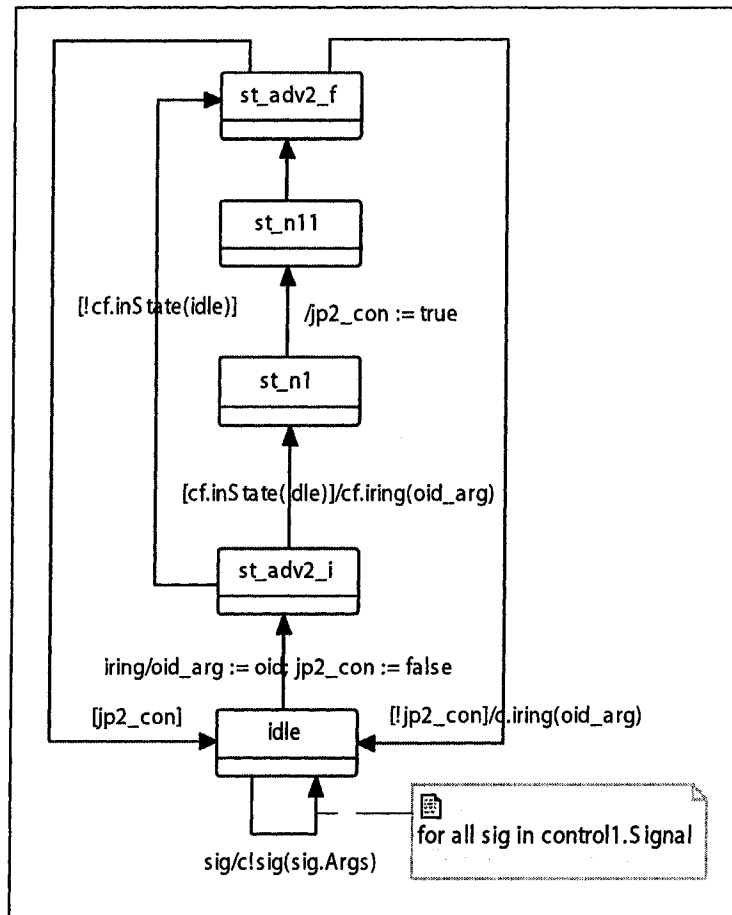 st_adv2_f
st_n11
[!cf.inState(idle)]
/jp2_con := true
st_n1
[cf.inState(idle)]/cf.iring(oid_arg)
st_adv2_i
iring/oid_arg := oid; jp2_con := false
[jp2_con]
idle
[!jp2_con]/c.iring(oid_arg)
for all sig in control1.Signal
sig/c!sig(sig.Args)